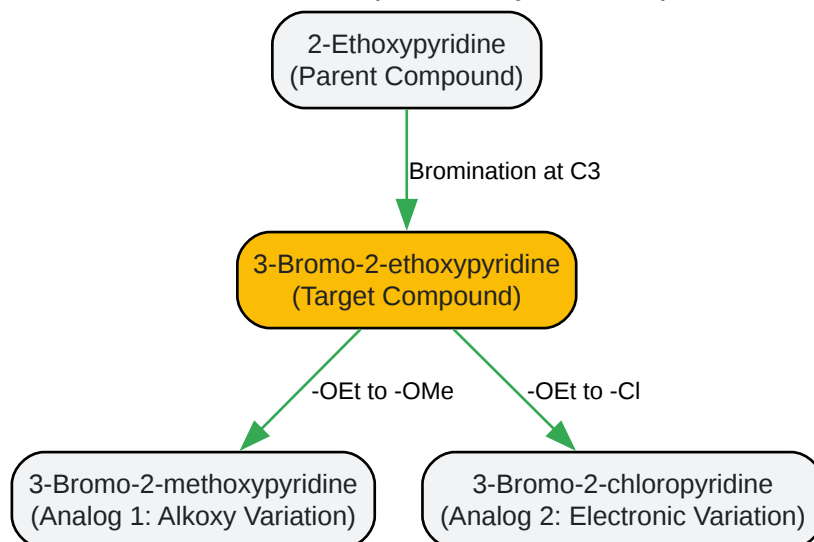 2-Ethoxypyridine
(Parent Compound)
Bromination at C3
3-Bromo-2-ethoxypyridine
(Target Compound)
-OEt to -OMe
-OEt to -Cl
3-Bromo-2-methoxypyridine
(Analog 1: Alkoxy Variation)
3-Bromo-2-chloropyridine
(Analog 2: Electronic Variation)